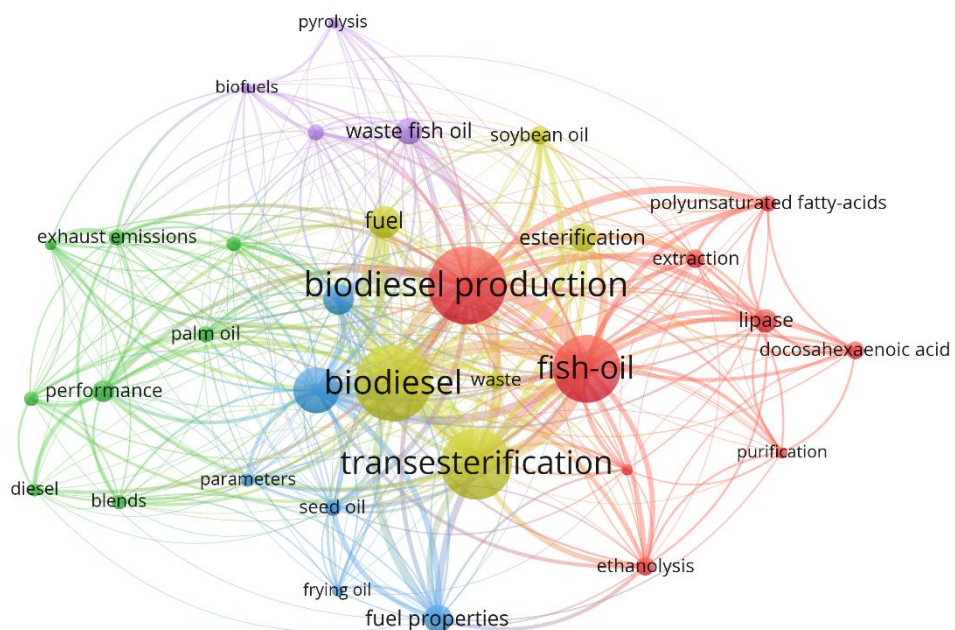 pyrolysis
biofuels
waste fish oil
soybean oil
polyunsaturated fatty-acids
fuel
exhaust emissions
esterification
extraction
biodiesel production
palm oil
lipase
docosahexaenoic acid
fish-oil
biodiesel
waste
performance
purification
transesterification
parameters
diesel
blends
seed oil
ethanolysis
frying oil
fuel properties